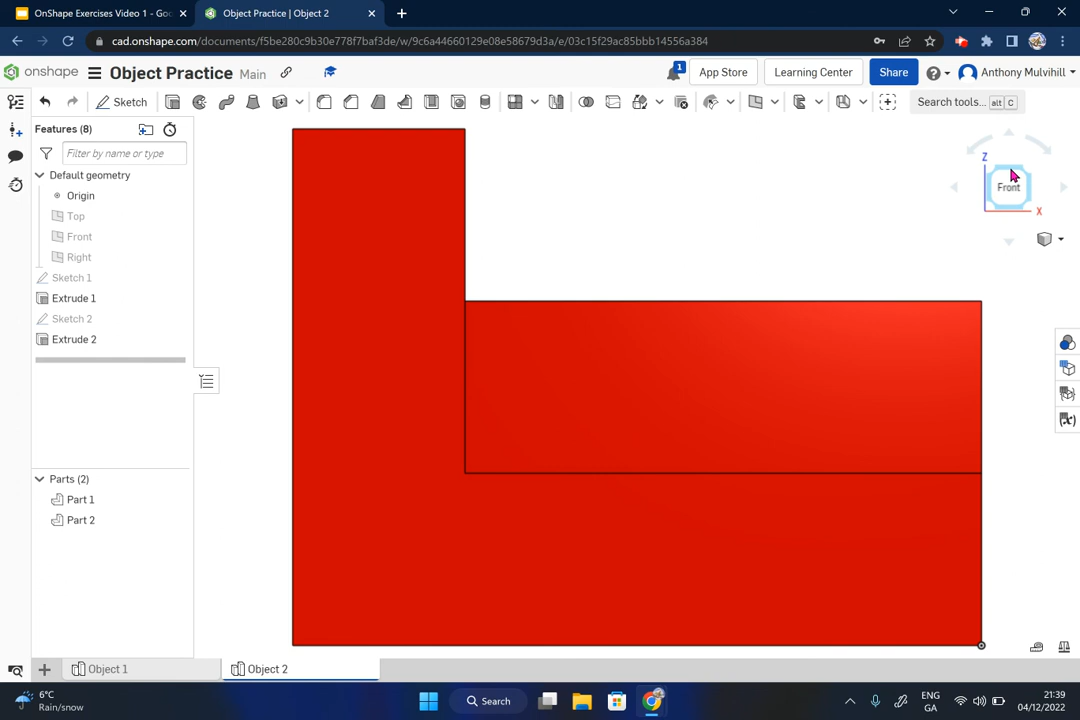 OnShape Exercises Video 1 - Goo
Object Practice | Object 2
cad.onshape.com/documents/f5be280c9b30e778f7baf3de/w/9c6a44660129e08e58679d3a/e/03c15f29ac85bbb14556a384
onshape
Object Practice Main
1
App Store
Learning Center
Share
Anthony Mulvihill
Sketch
Search tools... alt C
Features (8)
Filter by name or type
Default geometry
Origin
Top
Front
Right
Sketch 1
Extrude 1
Sketch 2
Extrude 2
Parts (2)
Part 1
Part 2
Z
Front
X
Object 1
Object 2
6°C
Rain/snow
Search
ENG
GA
21:39
04/12/2022